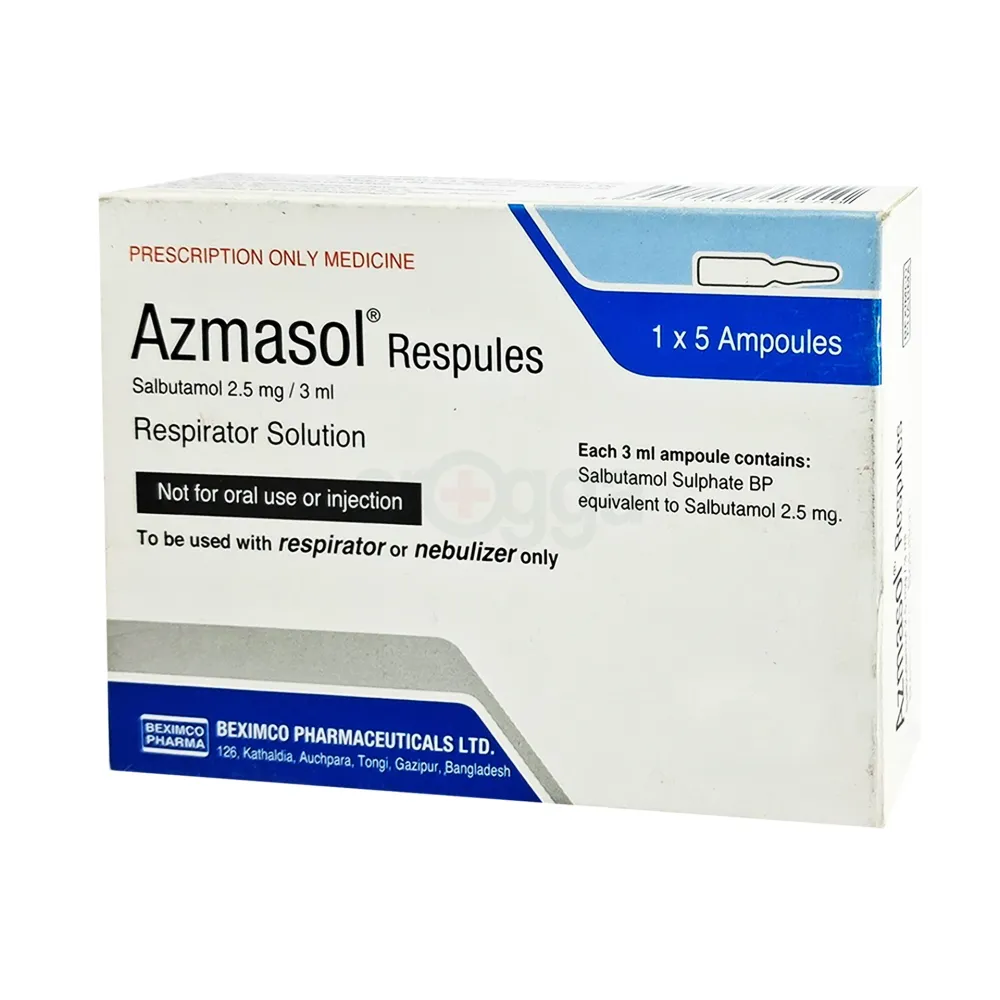 PRESCRIPTION ONLY MEDICINE
Azmasol® Respules
Salbutamol 2.5 mg / 3 ml
Respirator Solution
Not for oral use or injection
To be used with respirator or nebulizer only
1 x 5 Ampoules
Each 3 ml ampoule contains:
Salbutamol Sulphate BP
equivalent to Salbutamol 2.5 mg.
BEXIMCO
PHARMA
BEXIMCO PHARMACEUTICALS LTD.
126, Kathaldia, Auchpara, Tongi, Gazipur, Bangladesh
Azmasol® Respules
arogga